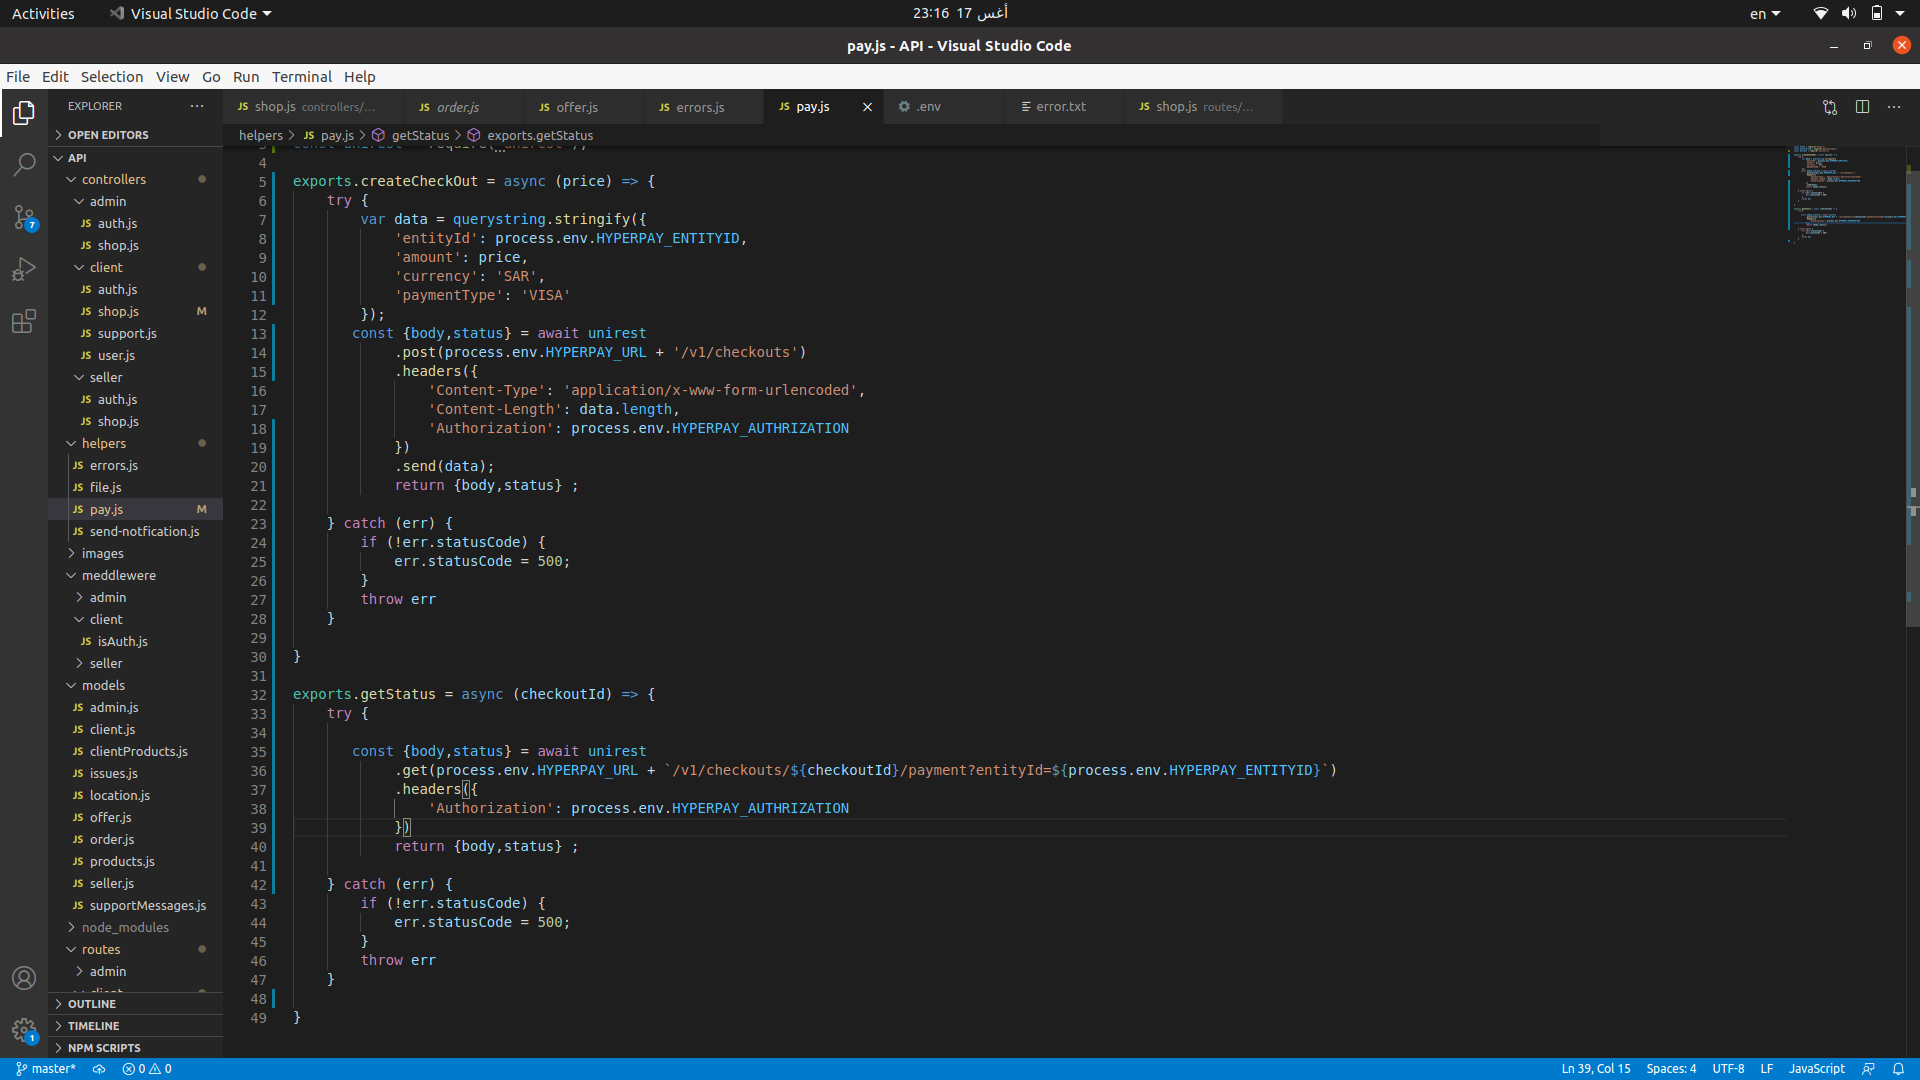 Activities Visual Studio Code 23:16 17 أغس en
pay.js - API - Visual Studio Code
File Edit Selection View Go Run Terminal Help
EXPLORER ···
shop.js controllers/... order.js offer.js errors.js pay.js .env error.txt shop.js routes/...
helpers > pay.js > getStatus > exports.getStatus
OPEN EDITORS
API
controllers
admin
auth.js
shop.js
client
auth.js
shop.js M
support.js
user.js
seller
auth.js
shop.js
helpers
errors.js
file.js
pay.js M
send-notfication.js
images
meddlewere
admin
client
isAuth.js
seller
models
admin.js
client.js
clientProducts.js
issues.js
location.js
offer.js
order.js
products.js
seller.js
supportMessages.js
node_modules
routes
admin
OUTLINE
TIMELINE
NPM SCRIPTS
7
1
4
5 exports.createCheckOut = async (price) => {
6 try {
7 var data = querystring.stringify({
8 'entityId': process.env.HYPERPAY_ENTITYID,
9 'amount': price,
10 'currency': 'SAR',
11 'paymentType': 'VISA'
12 });
13 const {body,status} = await unirest
14 .post(process.env.HYPERPAY_URL + '/v1/checkouts')
15 .headers({
16 'Content-Type': 'application/x-www-form-urlencoded',
17 'Content-Length': data.length,
18 'Authorization': process.env.HYPERPAY_AUTHRIZATION
19 })
20 .send(data);
21 return {body,status} ;
22
23 } catch (err) {
24 if (!err.statusCode) {
25 err.statusCode = 500;
26 }
27 throw err
28 }
29
30 }
31
32 exports.getStatus = async (checkoutId) => {
33 try {
34
35 const {body,status} = await unirest
36 .get(process.env.HYPERPAY_URL + `/v1/checkouts/${checkoutId}/payment?entityId=${process.env.HYPERPAY_ENTITYID}`)
37 .headers({
38 'Authorization': process.env.HYPERPAY_AUTHRIZATION
39 })
40 return {body,status} ;
41
42 } catch (err) {
43 if (!err.statusCode) {
44 err.statusCode = 500;
45 }
46 throw err
47 }
48
49 }
master* 0 0 Ln 39, Col 15 Spaces: 4 UTF-8 LF JavaScript